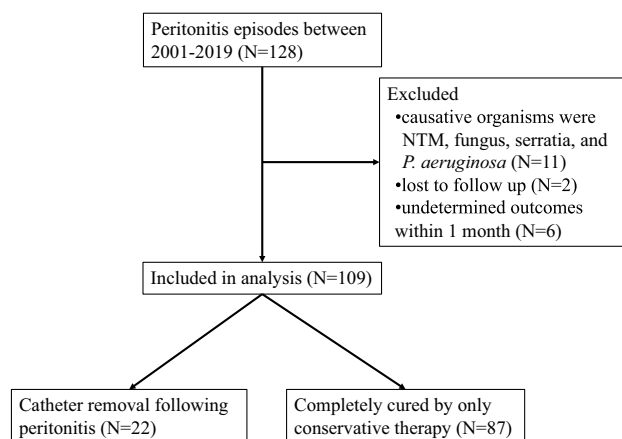 Peritonitis episodes between
2001-2019 (N=128)
Excluded
•causative organisms were
NTM, fungus, serratia, and
P. aeruginosa (N=11)
•lost to follow up (N=2)
•undetermined outcomes
within 1 month (N=6)
Included in analysis (N=109)
Catheter removal following
peritonitis (N=22)
Completely cured by only
conservative therapy (N=87)